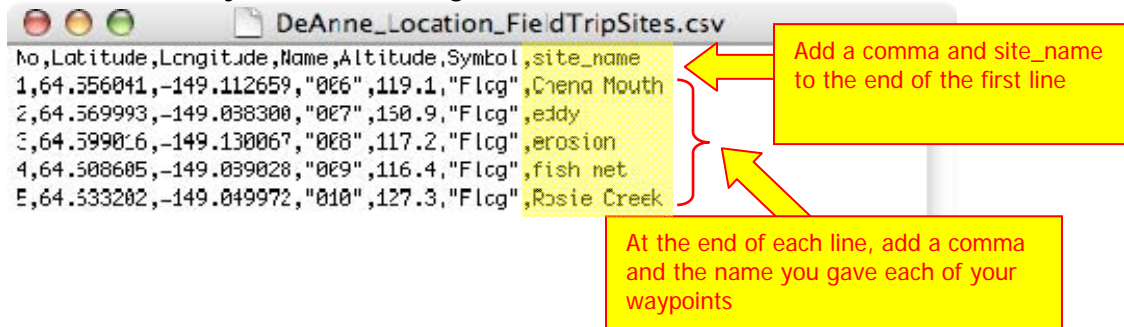 DeAnne_Location_FieldTripSites.csv
No,Latitude,Longitude,Name,Altitude,Symbol,site_name
1,64.556041,-149.112659,"006",119.1,"Flag",Chena Mouth
2,64.569993,-149.038300,"007",160.9,"Flag",eddy
3,64.599016,-149.130067,"008",117.2,"Flag",erosion
4,64.608605,-149.039028,"009",116.4,"Flag",fish net
5,64.633202,-149.049972,"010",127.3,"Flag",Rosie Creek
Add a comma and site_name
to the end of the first line
At the end of each line, add a comma
and the name you gave each of your
waypoints